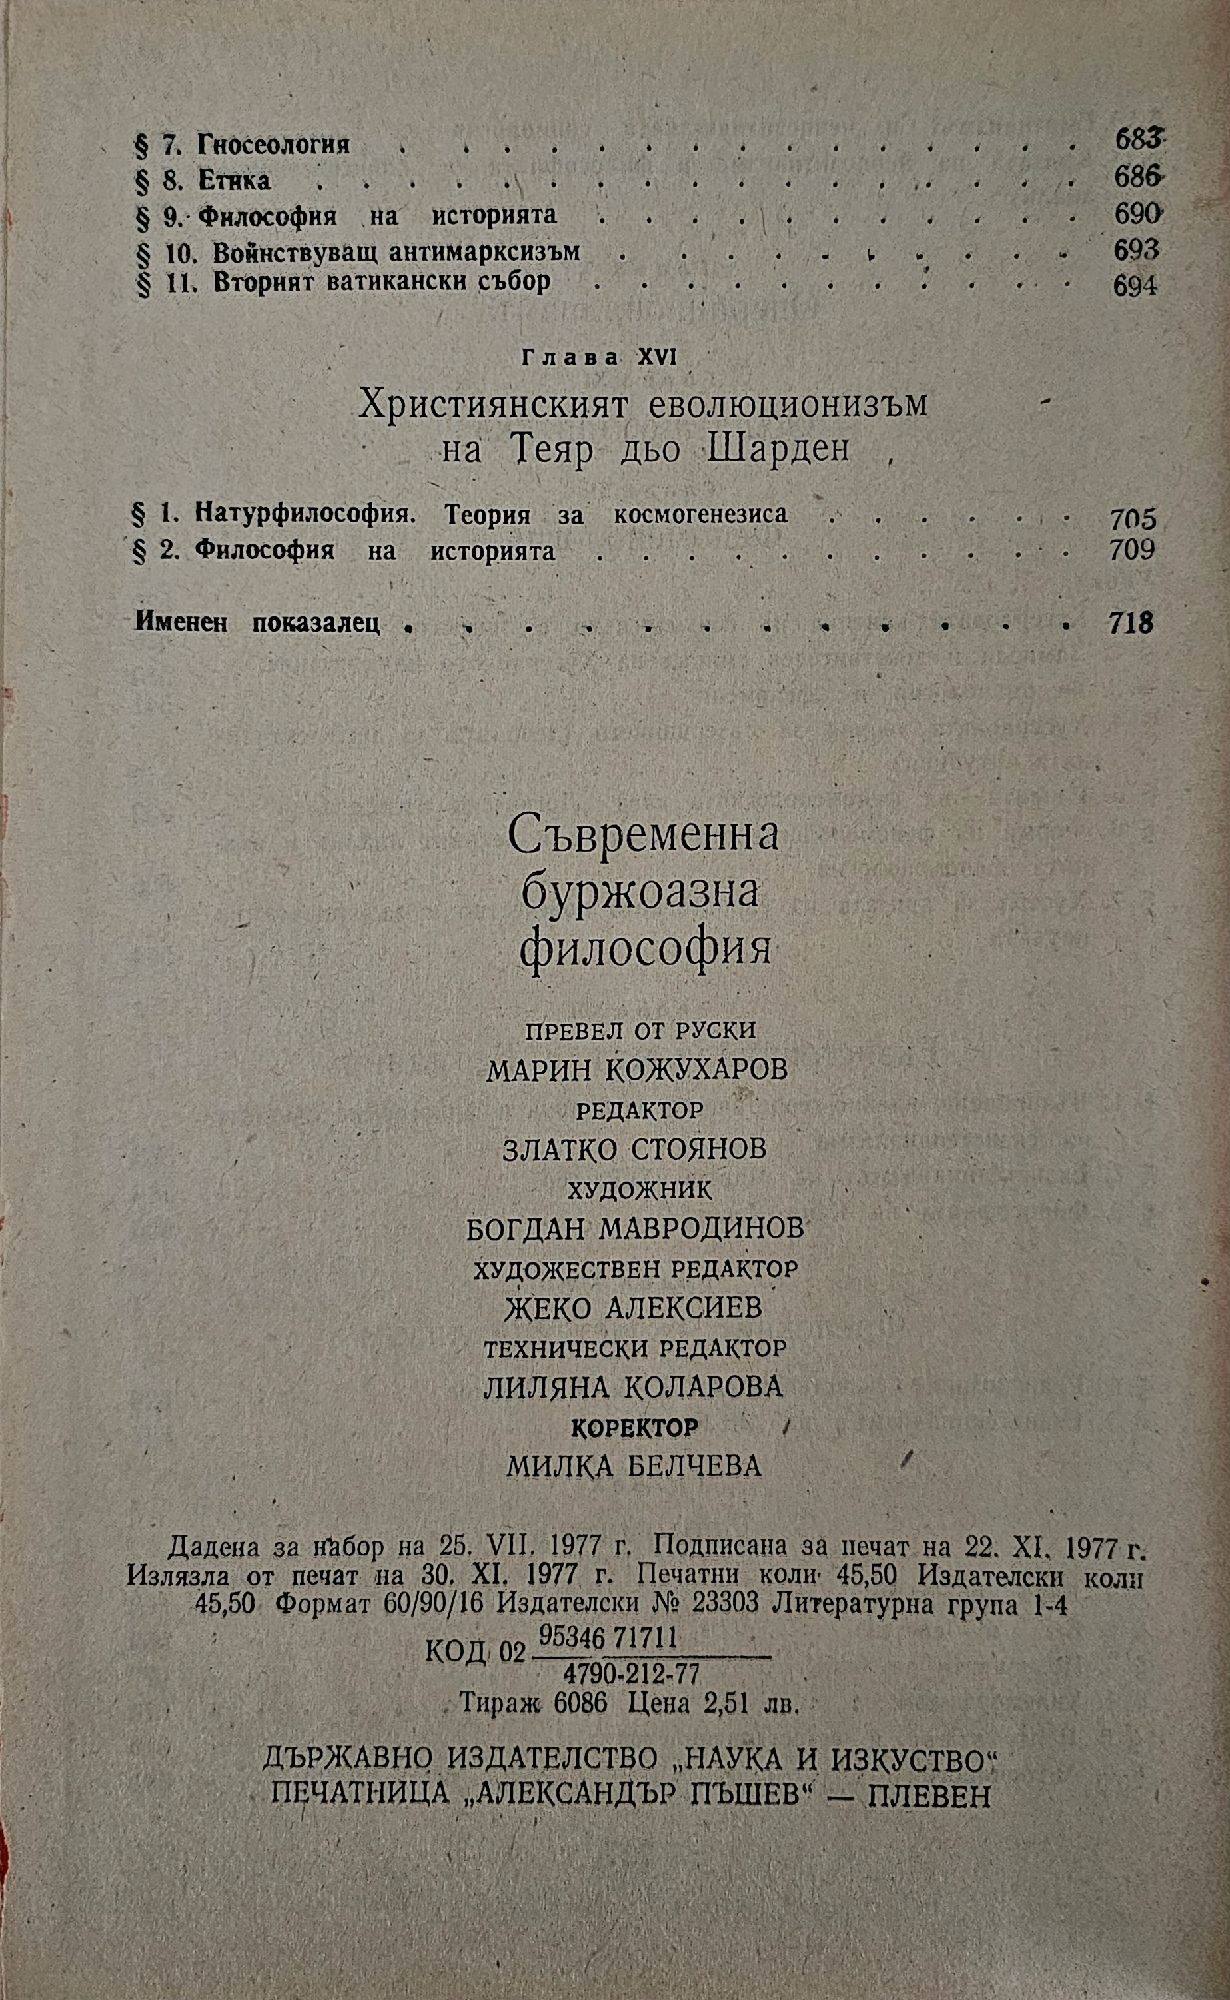 § 7. Гносеология . . . . . . . . . . . . . . . . . 683
§ 8. Етика . . . . . . . . . . . . . . . . . . . . 686
§ 9. Философия на историята . . . . . . . . . . . . . 690
§ 10. Войнствуващ антимарксизъм . . . . . . . . . . . 693
§ 11. Вторият ватикански събор . . . . . . . . . . . 694
Глава XVI
Християнският еволюционизъм
на Теяр дьо Шарден
§ 1. Натурфилософия. Теория за космогенезиса . . . . . . 705
§ 2. Философия на историята . . . . . . . . . . . 709
Именен показалец . . . . . . . . . . . . 718
Съвременна
буржоазна
философия
ПРЕВЕЛ ОТ РУСКИ
МАРИН КОЖУХАРОВ
РЕДАКТОР
ЗЛАТКО СТОЯНОВ
ХУДОЖНИК
БОГДАН МАВРОДИНОВ
ХУДОЖЕСТВЕН РЕДАКТОР
ЖЕКО АЛЕКСИЕВ
ТЕХНИЧЕСКИ РЕДАКТОР
ЛИЛЯНА КОЛАРОВА
КОРЕКТОР
МИЛКА БЕЛЧЕВА
Дадена за набор на 25. VII. 1977 г. Подписана за печат на 22. XI. 1977 г.
Излязла от печат на 30. XI. 1977 г. Печатни коли 45,50 Издателски коли
45,50 Формат 60/90/16 Издателски № 23303 Литературна група 1-4
КОД 02 95346 71711
4790-212-77
Тираж 6086 Цена 2,51 лв.
ДЪРЖАВНО ИЗДАТЕЛСТВО „НАУКА И ИЗКУСТВО“
ПЕЧАТНИЦА „АЛЕКСАНДЪР ПЪШЕВ“ — ПЛЕВЕН